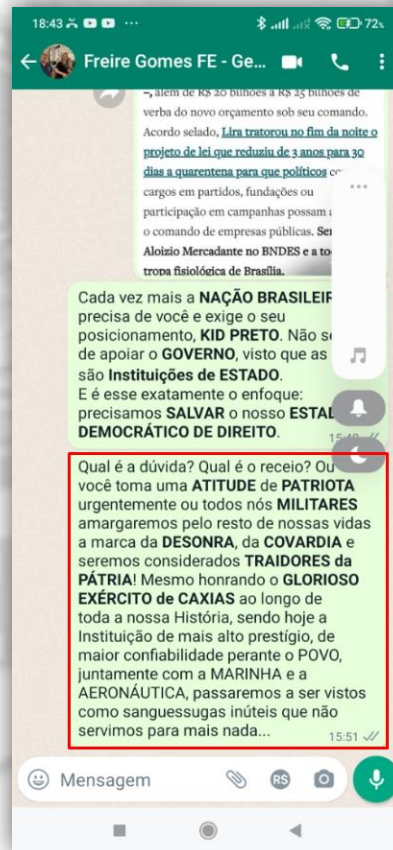 18:43
72%
Freire Gomes FE - Ge...
–, além de R$ 20 bilhões a R$ 25 bilhões de
verba do novo orçamento sob seu comando.
Acordo selado, Lira tratorou no fim da noite o
projeto de lei que reduziu de 3 anos para 30
dias a quarentena para que políticos
cargos em partidos, fundações ou
participação em campanhas possam
o comando de empresas públicas.
Aloizio Mercadante no BNDES e a
tropa fisiológica de Brasília.
Cada vez mais a NAÇÃO
precisa de você e exige o seu
posicionamento, KID PRETO. Não
de apoiar o GOVERNO, visto que as
são Instituições de ESTADO.
E é esse exatamente o enfoque:
precisamos SALVAR o nosso
DEMOCRÁTICO DE DIREITO.
Qual é a dúvida? Qual é o receio? Ou
você toma uma ATITUDE de PATRIOTA
urgentemente ou todos nós MILITARES
amargaremos pelo resto de nossas vidas
a marca da DESONRA, da COVARDIA e
seremos considerados TRAIDORES da
PÁTRIA! Mesmo honrando o GLORIOSO
EXÉRCITO de CAXIAS ao longo de
toda a nossa História, sendo hoje a
Instituição de mais alto prestígio, de
maior confiabilidade perante o POVO,
juntamente com a MARINHA e a
AERONÁUTICA, passaremos a ser vistos
como sanguessugas inúteis que não
servimos para mais nada...
15:51
Mensagem
R$